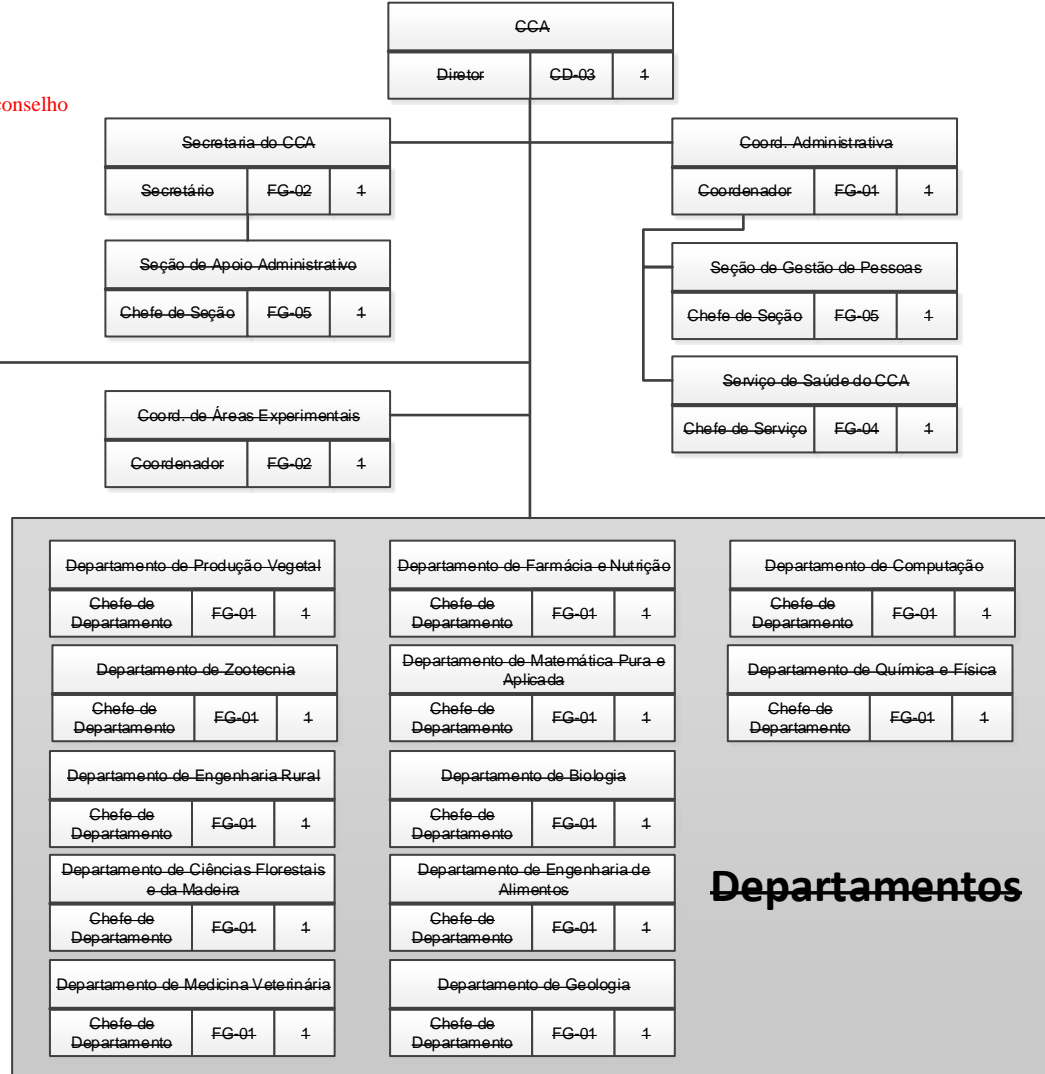 CCA
Diretor CD-03 1
conselho
Secretaria do CCA
Secretário FG-02 1
Coord. Administrativa
Coordenador FG-01 1
Seção de Apoio Administrativo
Chefe de Seção FG-05 1
Seção de Gestão de Pessoas
Chefe de Seção FG-05 1
Serviço de Saúde do CCA
Chefe de Serviço FG-04 1
Coord. de Áreas Experimentais
Coordenador FG-02 1
Departamento de Produção Vegetal
Chefe de
Departamento FG-01 1
Departamento de Farmácia e Nutrição
Chefe de
Departamento FG-01 1
Departamento de Computação
Chefe de
Departamento FG-01 1
Departamento de Zootecnia
Chefe de
Departamento FG-01 1
Departamento de Matemática Pura e
Aplicada
Chefe de
Departamento FG-01 1
Departamento de Química e Física
Chefe de
Departamento FG-01 1
Departamento de Engenharia Rural
Chefe de
Departamento FG-01 1
Departamento de Biologia
Chefe de
Departamento FG-01 1
Departamento de Ciências Florestais
e da Madeira
Chefe de
Departamento FG-01 1
Departamento de Engenharia de
Alimentos
Chefe de
Departamento FG-01 1
Departamentos
Departamento de Medicina Veterinária
Chefe de
Departamento FG-01 1
Departamento de Geologia
Chefe de
Departamento FG-01 1